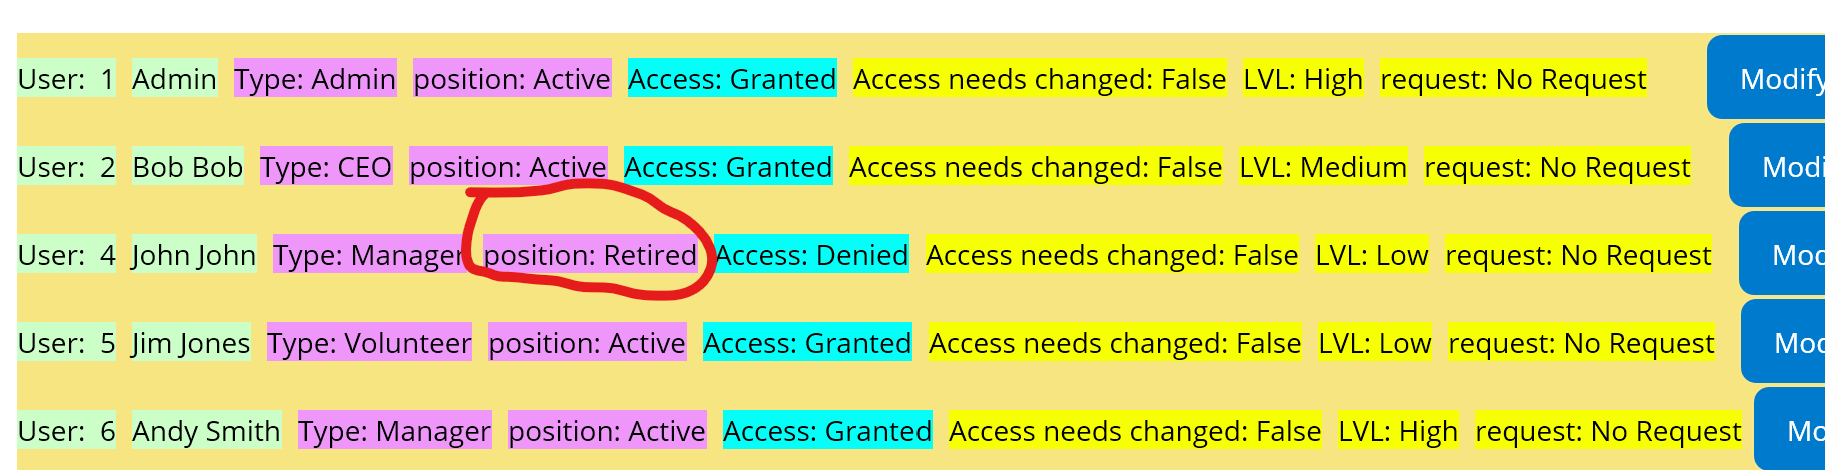 User: 1 Admin Type: Admin position: Active Access: Granted Access needs changed: False LVL: High request: No Request Modify
User: 2 Bob Bob Type: CEO position: Active Access: Granted Access needs changed: False LVL: Medium request: No Request Modi
User: 4 John John Type: Manager position: Retired Access: Denied Access needs changed: False LVL: Low request: No Request Mod
User: 5 Jim Jones Type: Volunteer position: Active Access: Granted Access needs changed: False LVL: Low request: No Request Mod
User: 6 Andy Smith Type: Manager position: Active Access: Granted Access needs changed: False LVL: High request: No Request Mo